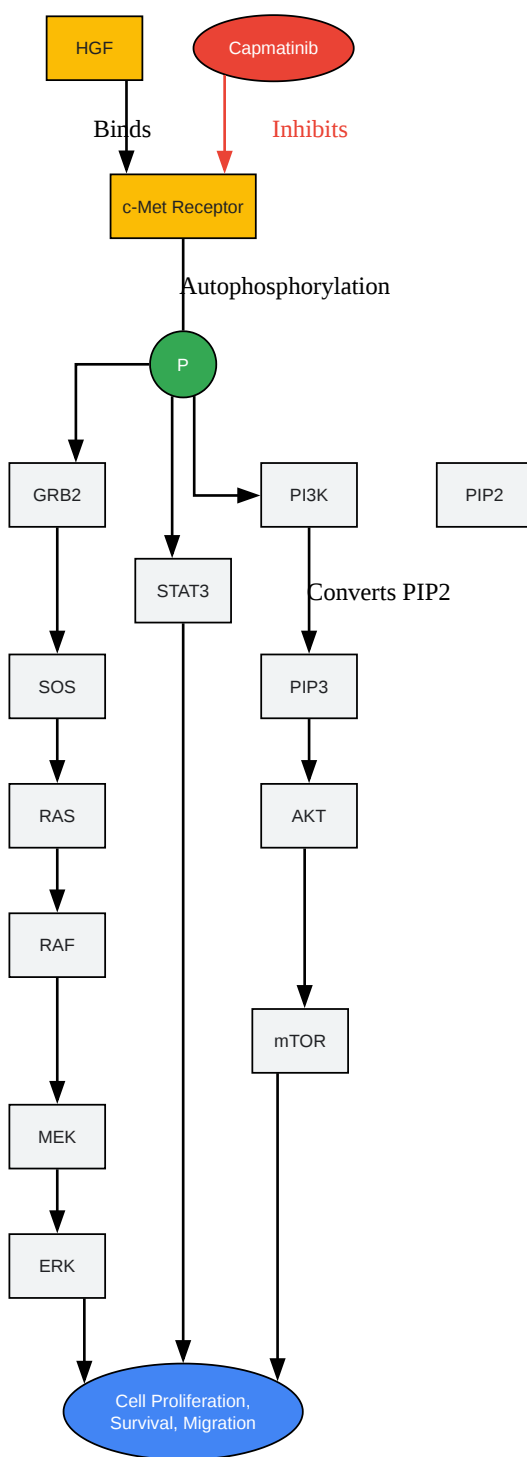 HGF
Capmatinib
Binds
Inhibits
c-Met Receptor
Autophosphorylation
P
GRB2
PI3K
PIP2
STAT3
Converts PIP2
SOS
PIP3
RAS
AKT
RAF
mTOR
MEK
ERK
Cell Proliferation,
Survival, Migration